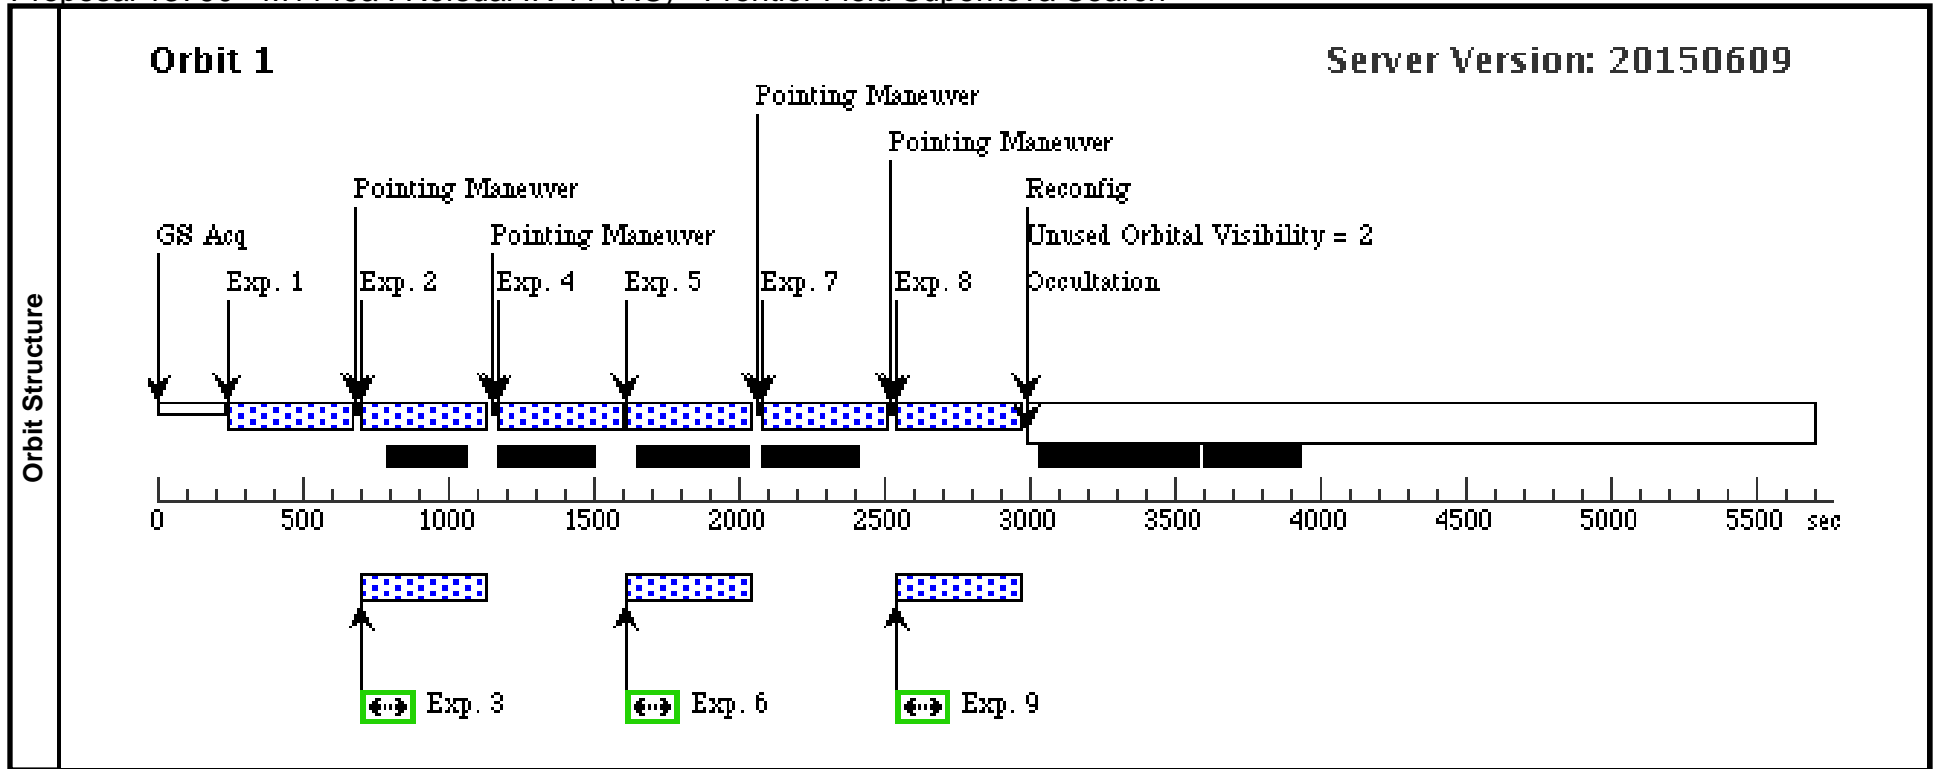 Orbit 1
Server Version: 20150609
Pointing Maneuver
Pointing Maneuver
Pointing Maneuver
Reconfig
GS Acq
Pointing Maneuver
Unused Orbital Visibility = 2
Exp. 1
Exp. 2
Exp. 4
Exp. 5
Exp. 7
Exp. 8
Occultation
Orbit Structure
0 500 1000 1500 2000 2500 3000 3500 4000 4500 5000 5500 sec
Exp. 3
Exp. 6
Exp. 9